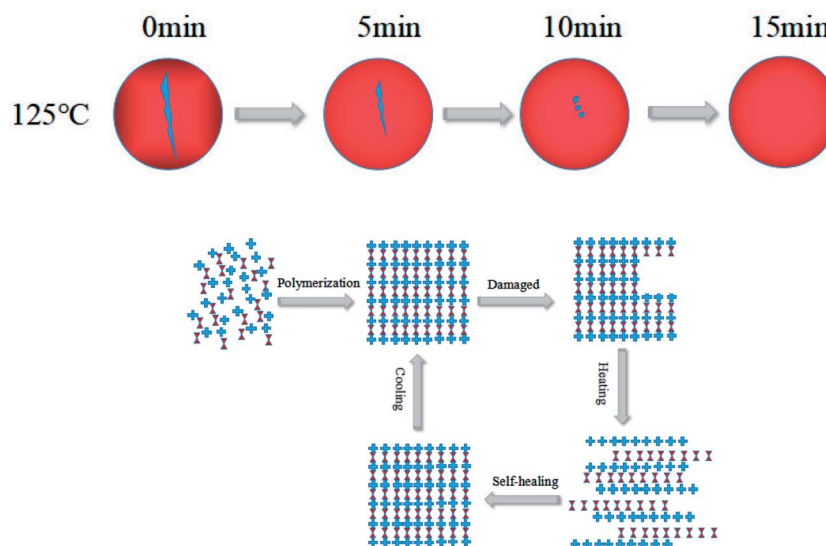 0min 5min 10min 15min
125℃
Polymerization Damaged
Cooling Heating
Self-healing